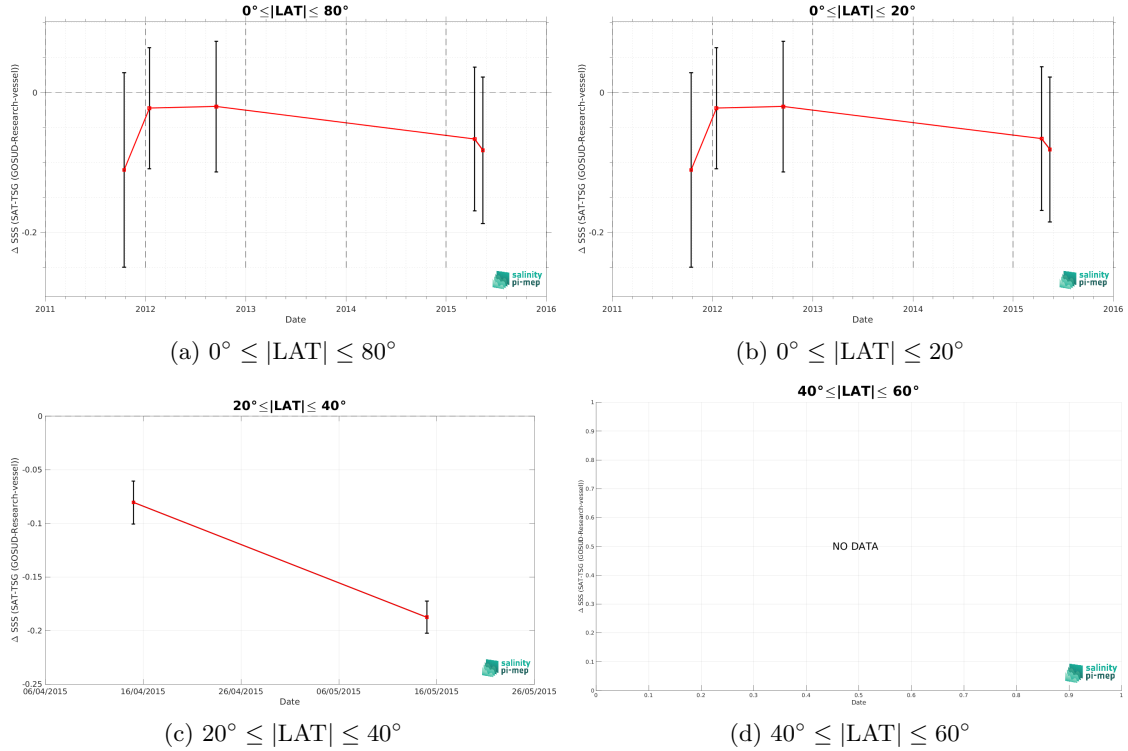 0°≤|LAT|≤ 80°
Δ SSS (SAT-TSG (GOSUD-Research-vessel))
0
-0.2
salinity
pi-mep
2011 2012 2013 2014 2015 2016
Date
(a) 0° ≤ |LAT| ≤ 80°
0°≤|LAT|≤ 20°
Δ SSS (SAT-TSG (GOSUD-Research-vessel))
0
-0.2
salinity
pi-mep
2011 2012 2013 2014 2015 2016
Date
(b) 0° ≤ |LAT| ≤ 20°
20°≤|LAT|≤ 40°
Δ SSS (SAT-TSG (GOSUD-Research-vessel))
0
-0.05
-0.1
-0.15
-0.2
-0.25
salinity
pi-mep
06/04/2015 16/04/2015 26/04/2015 06/05/2015 16/05/2015 26/05/2015
Date
(c) 20° ≤ |LAT| ≤ 40°
40°≤|LAT|≤ 60°
Δ SSS (SAT-TSG (GOSUD-Research-vessel))
1
0.9
0.8
0.7
0.6
0.5
0.4
0.3
0.2
0.1
0
NO DATA
salinity
pi-mep
0 0.1 0.2 0.3 0.4 0.5 0.6 0.7 0.8 0.9 1
Date
(d) 40° ≤ |LAT| ≤ 60°